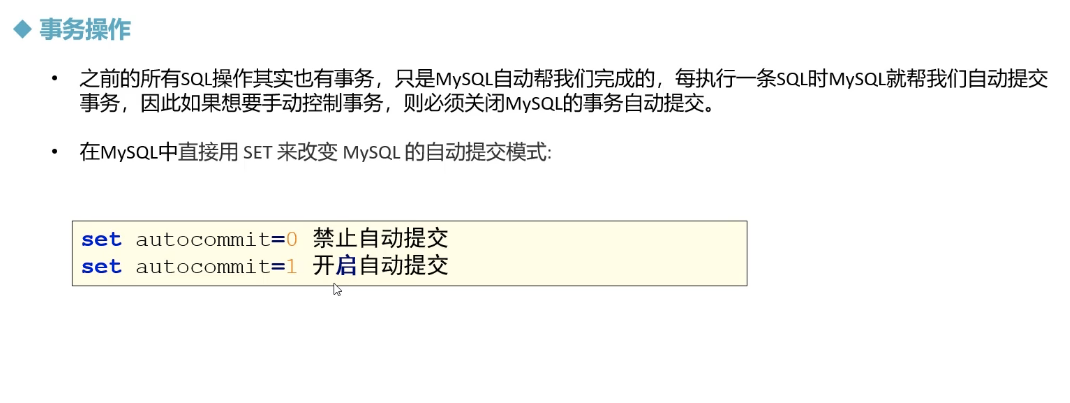 事务操作
之前的所有SQL操作其实也有事务，只是MySQL自动帮我们完成的，每执行一条SQL时MySQL就帮我们自动提交
事务，因此如果想要手动控制事务，则必须关闭MySQL的事务自动提交。
在MySQL中直接用 SET 来改变 MySQL 的自动提交模式:
set autocommit=0 禁止自动提交
set autocommit=1 开启自动提交